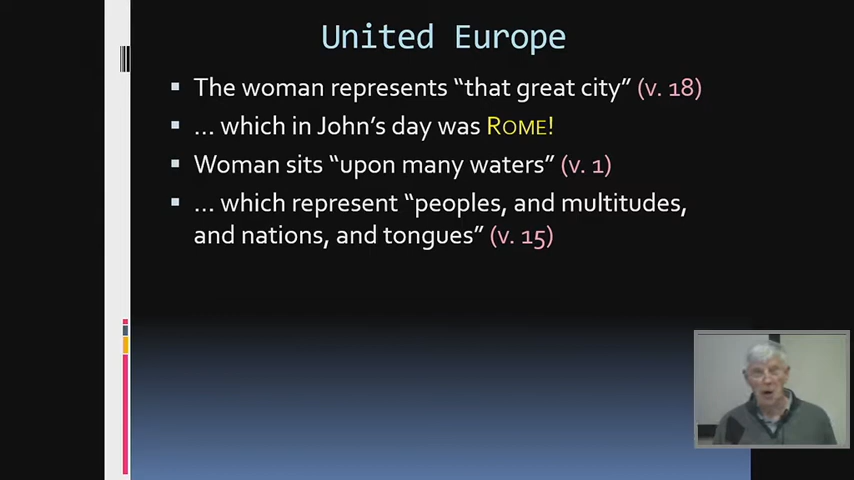 United Europe
The woman represents “that great city” (v. 18)
… which in John’s day was ROME!
Woman sits “upon many waters” (v. 1)
… which represent “peoples, and multitudes,
and nations, and tongues” (v. 15)